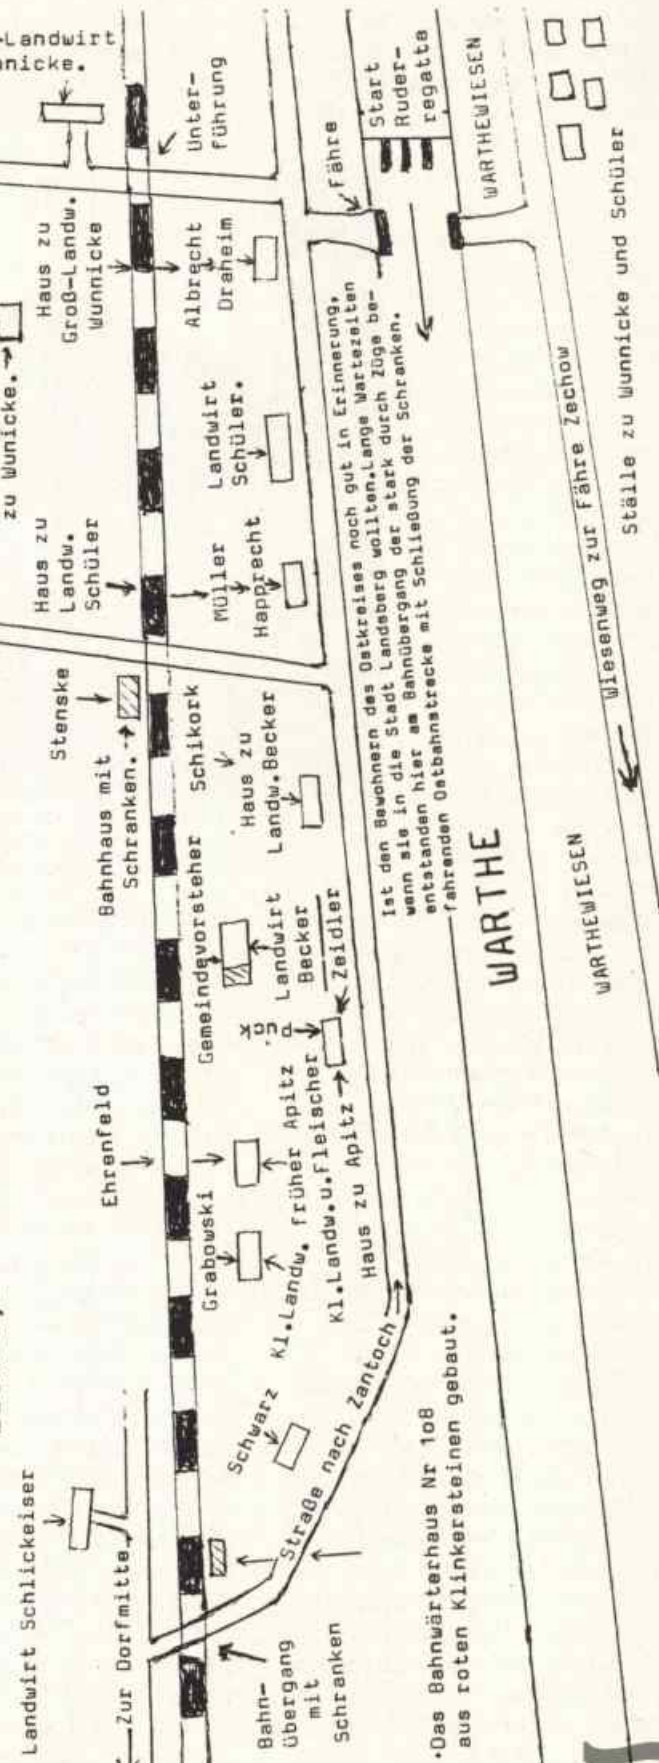 -Landwirt
nnicke.
Unter-
führung
Fähre
Start
Ruder-
regatta
WARTHEWIESEN
Haus zu
Groß-Landw.
Wunnicke
Albrecht
Draheim
zu Wunicke.
Landwirt
Schüler.
Haus zu
Landw.
Schüler
Müller
Happrecht
Ist den Bewohnern des Ostkreises noch gut in Erinnerung,
wenn sie in die Stadt Landsberg wollten.Lange Wartezeiten
entstanden hier am Bahnübergang der stark durch Züge be-
fahrenden Ostbahnstrecke mit Schließung der Schranken.
Ställe zu Wunnicke und Schüler
Wiesenweg zur Fähre Zechow
Stenske
Bahnhaus mit
Schranken.
Schikork
Haus zu
Landw.Becker
Gemeindevorsteher
Landwirt
Becker
Zeidler
Puck
WARTHE
WARTHEWIESEN
Ehrenfeld
Grabowski
Kl.Landw. früher Apitz
Kl.Landw.u.Fleischer
Haus zu Apitz
Schwarz
Straße nach Zantoch
Landwirt Schlickeiser
Zur Dorfmitte
Bahn-
übergang
mit
Schranken
·Das Bahnwärterhaus Nr 108
aus roten Klinkersteinen gebaut.